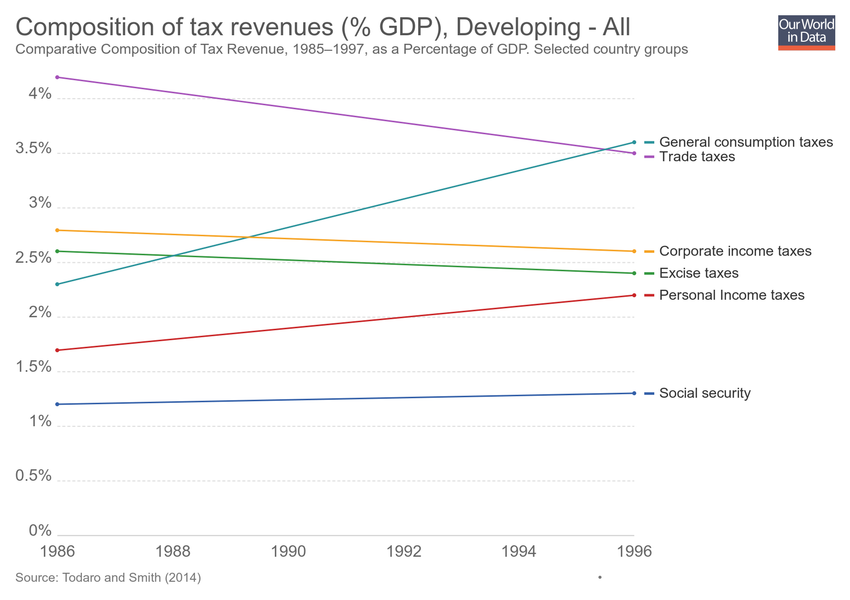 Composition of tax revenues (% GDP), Developing - All
Our World
in Data
Comparative Composition of Tax Revenue, 1985–1997, as a Percentage of GDP. Selected country groups
4%
3.5%
3%
2.5%
2%
1.5%
1%
0.5%
0%
General consumption taxes
Trade taxes
Corporate income taxes
Excise taxes
Personal Income taxes
Social security
1986 1988 1990 1992 1994 1996
Source: Todaro and Smith (2014)